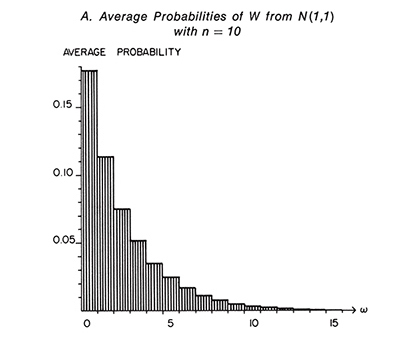 A. Average Probabilities of W from N(1,1)
with n = 10
AVERAGE PROBABILITY
0.15
0.10
0.05
0 5 10 15 ω